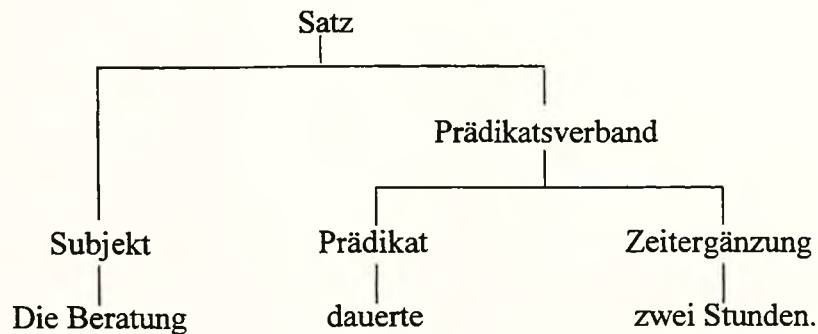 Satz
Prädikatsverband
Subjekt Prädikat Zeitergänzung
Die Beratung dauerte zwei Stunden.